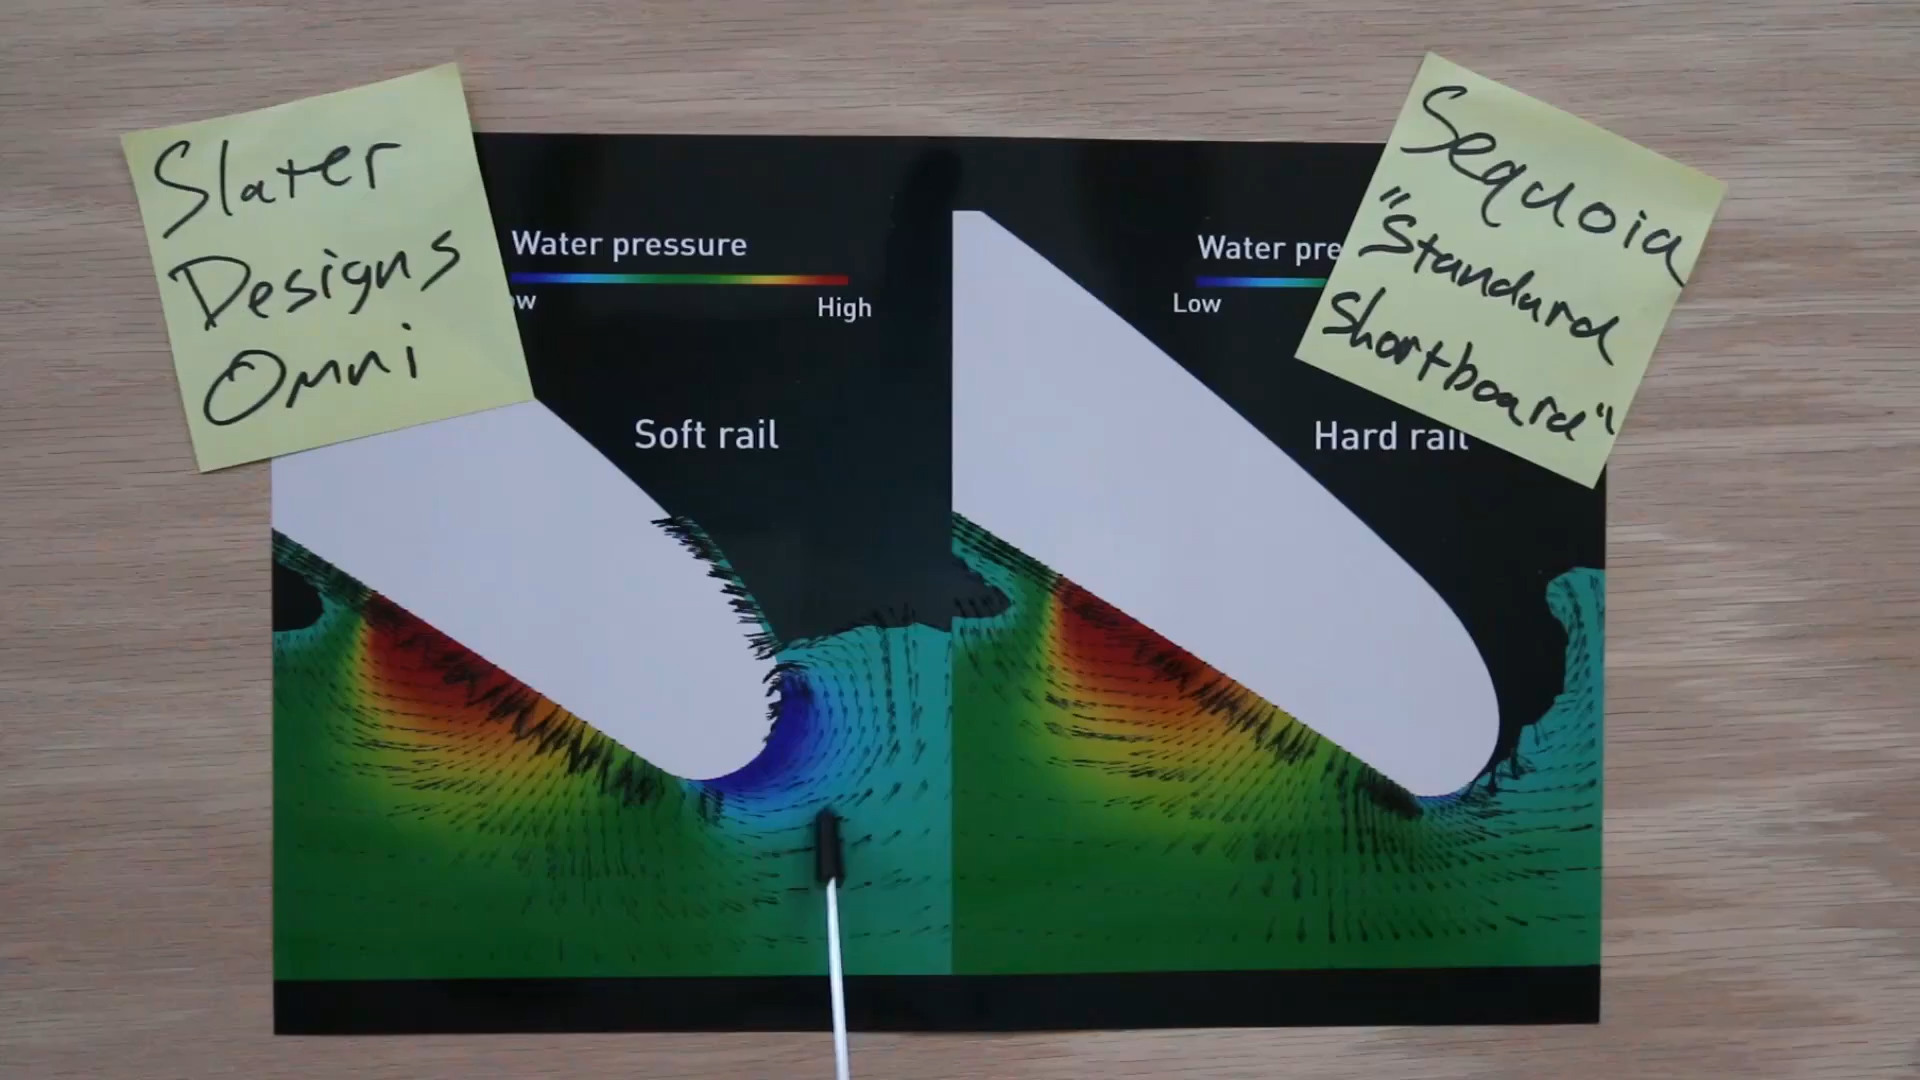 Slater
Designs
Omni
Water pressure
High
Soft rail
Sequoia
"Standard
Shortboard"
Water pre
Low
Hard rail